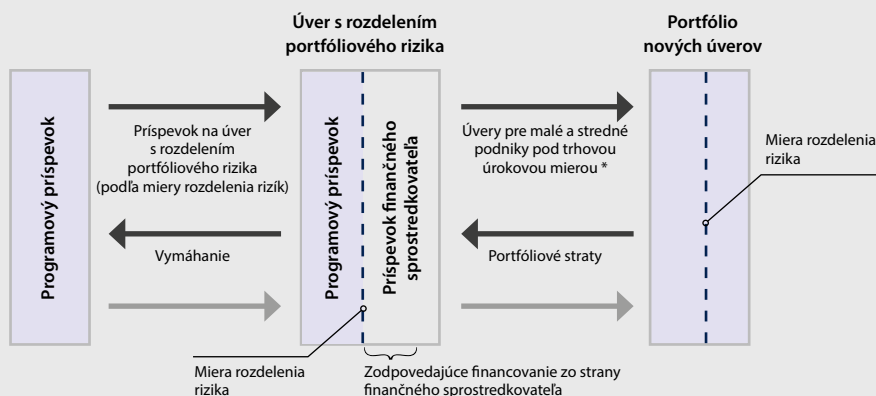 Úver s rozdelením
portfóliového rizika
Portfólio
nových úverov
Programový príspevok
Príspevok na úver
s rozdelením
portfóliového rizika
(podľa miery rozdelenia rizík)
Vymáhanie
Programový príspevok
Príspevok finančného
sprostredkovateľa
Úvery pre malé a stredné
podniky pod trhovou
úrokovou mierou *
Portfóliové straty
Miera rozdelenia
rizika
Miera rozdelenia
rizika
Zodpovedajúce financovanie zo strany
finančného sprostredkovateľa